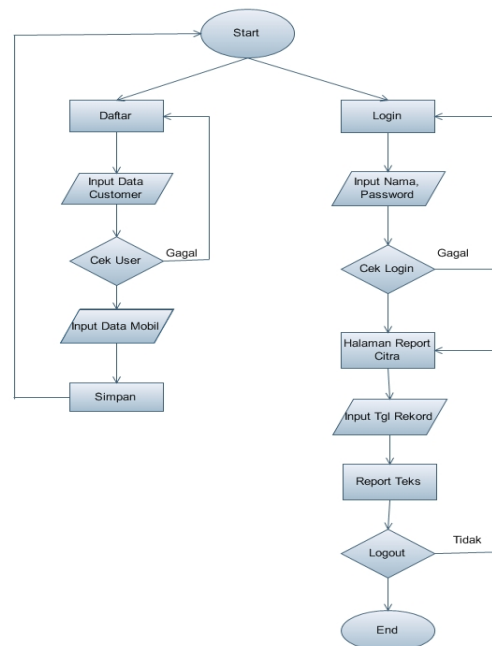 Start
Daftar
Input Data
Customer
Cek User
Gagal
Input Data Mobil
Simpan
Login
Input Nama,
Password
Cek Login
Gagal
Halaman Report
Citra
Input Tgl Rekord
Report Teks
Logout
Tidak
End